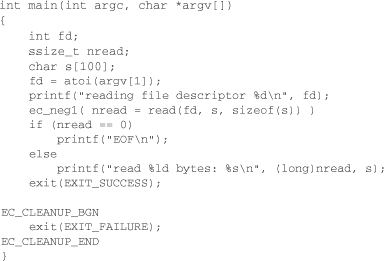 int main(int argc, char *argv[])
{
    int fd;
    ssize_t nread;
    char s[100];
    fd = atoi(argv[1]);
    printf("reading file descriptor %d\n", fd);
    ec_neg1( nread = read(fd, s, sizeof(s)) )
    if (nread == 0)
        printf("EOF\n");
    else
        printf("read %ld bytes: %s\n", (long)nread, s);
    exit(EXIT_SUCCESS);

EC_CLEANUP_BGN
    exit(EXIT_FAILURE);
EC_CLEANUP_END
}